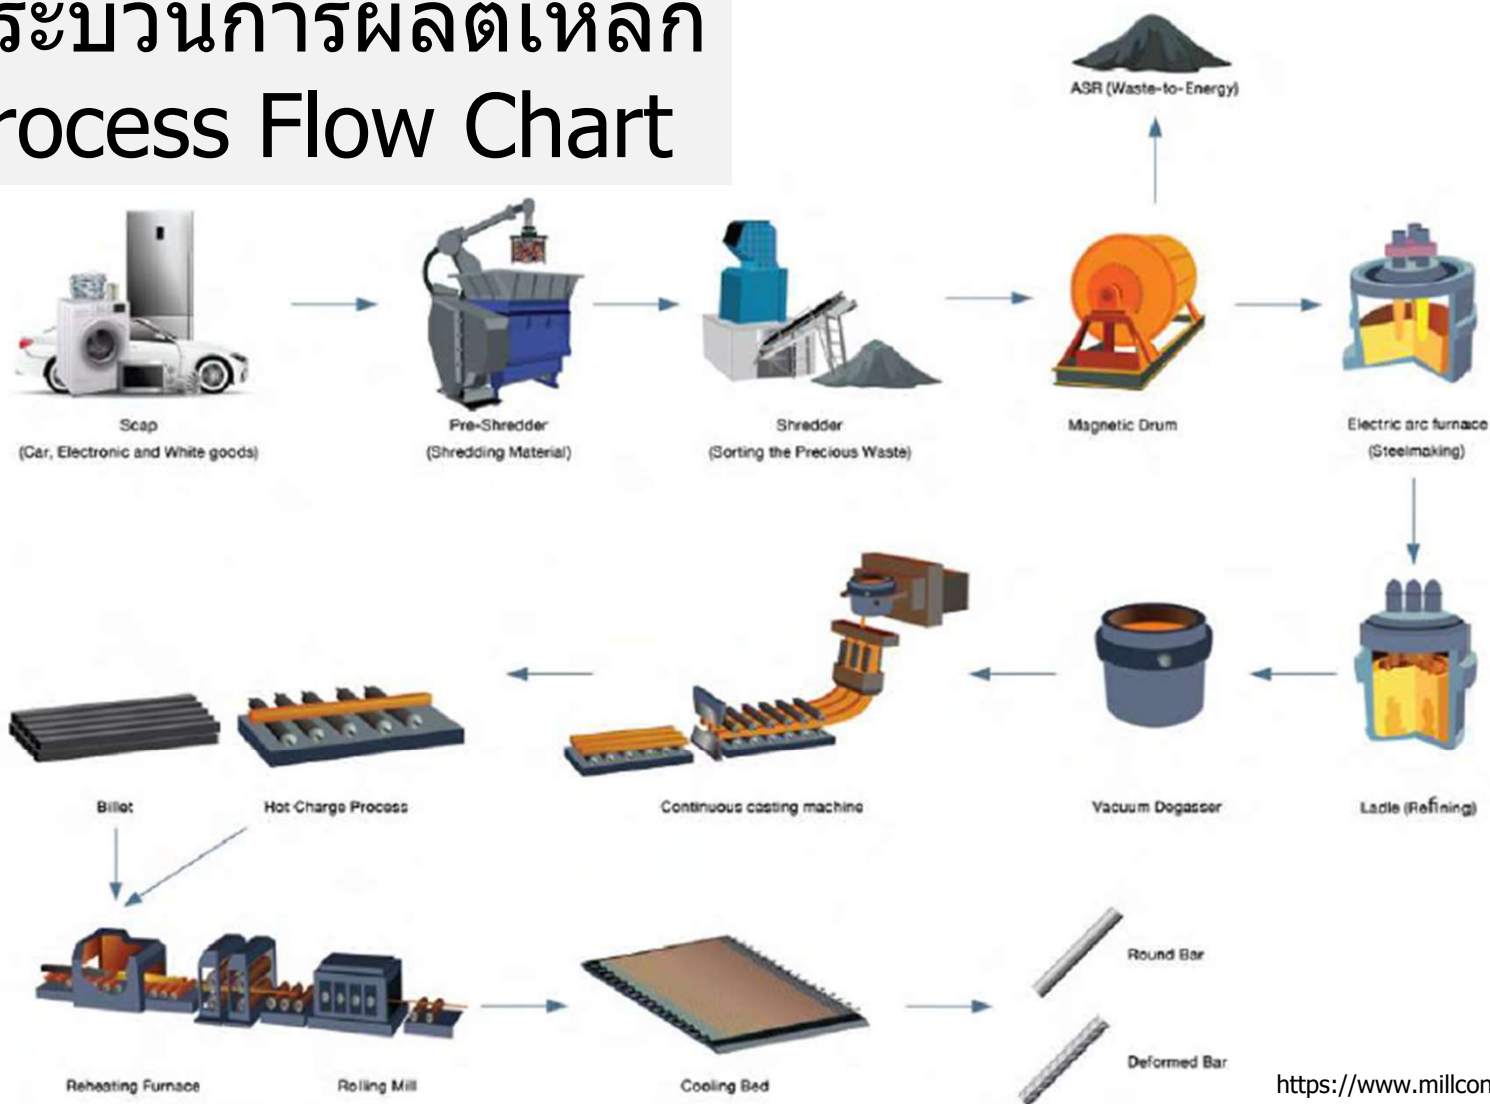 ระบวนการผลิตเหล็ก
rocess Flow Chart
ASR (Waste-to-Energy)
Scap
(Car, Electronic and White goods)
Pre-Shredder
(Shredding Material)
Shredder
(Sorting the Precious Waste)
Magnetic Drum
Electric arc furnace
(Steelmaking)
Billet
Hot Charge Process
Continuous casting machine
Vacuum Degasser
Ladle (Refining)
Reheating Furnace
Rolling Mill
Cooling Bed
Round Bar
Deformed Bar
https://www.millcon